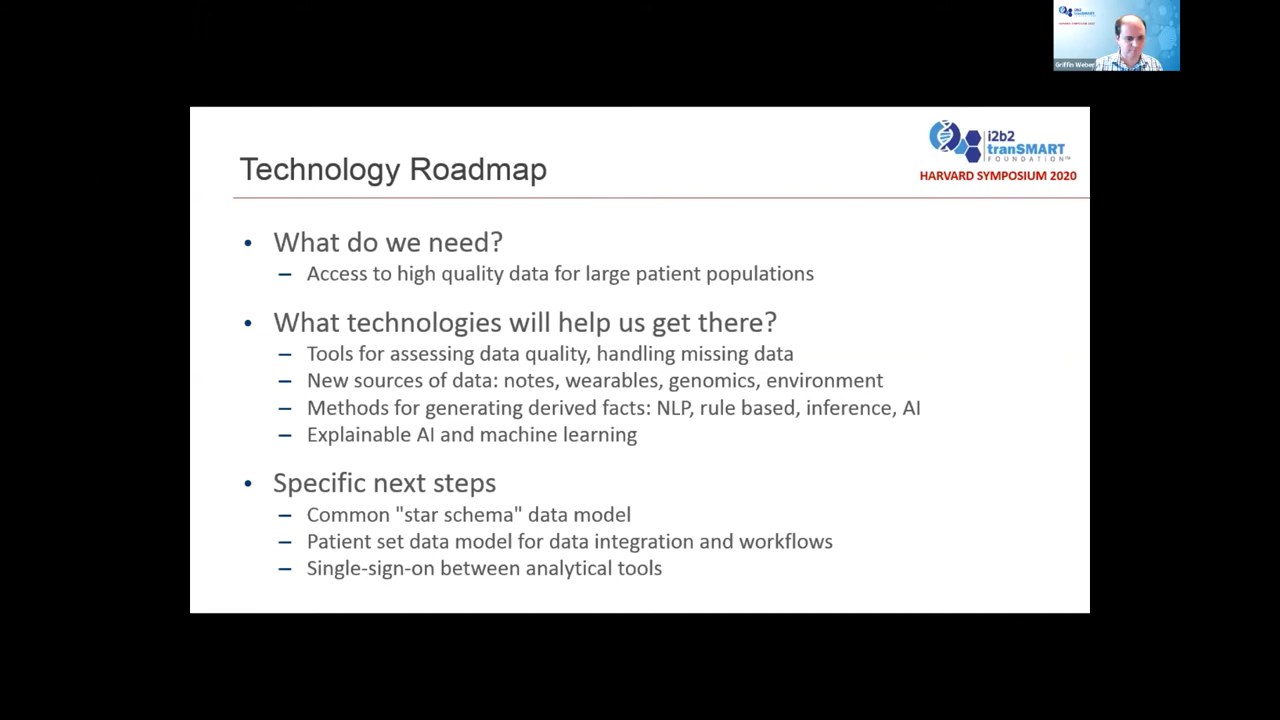 Griffin Weber
Technology Roadmap
i2b2
tranSMART
FOUNDATION™
HARVARD SYMPOSIUM 2020
• What do we need?
– Access to high quality data for large patient populations
• What technologies will help us get there?
– Tools for assessing data quality, handling missing data
– New sources of data: notes, wearables, genomics, environment
– Methods for generating derived facts: NLP, rule based, inference, AI
– Explainable AI and machine learning
• Specific next steps
– Common "star schema" data model
– Patient set data model for data integration and workflows
– Single-sign-on between analytical tools